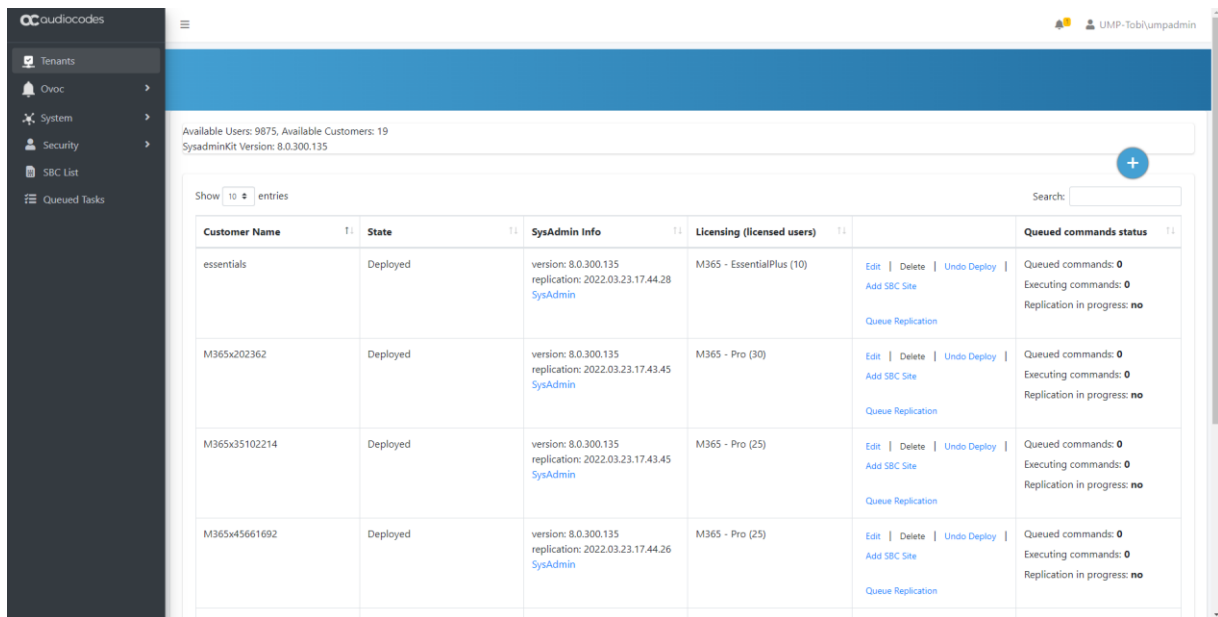 audiocodes
UMP-Tobi\umpadmin
Tenants
Ovoc
System
Security
SBC List
Queued Tasks
Available Users: 9875, Available Customers: 19
SysadminKit Version: 8.0.300.135
+
Show 10 entries
Search:
Customer Name State SysAdmin Info Licensing (licensed users) Queued commands status
essentials Deployed version: 8.0.300.135 M365 - EssentialPlus (10) Edit | Delete | Undo Deploy | Queued commands: 0
replication: 2022.03.23.17.44.28 Add SBC Site Executing commands: 0
SysAdmin Replication in progress: no
Queue Replication
M365x202362 Deployed version: 8.0.300.135 M365 - Pro (30) Edit | Delete | Undo Deploy | Queued commands: 0
replication: 2022.03.23.17.43.45 Add SBC Site Executing commands: 0
SysAdmin Replication in progress: no
Queue Replication
M365x35102214 Deployed version: 8.0.300.135 M365 - Pro (25) Edit | Delete | Undo Deploy | Queued commands: 0
replication: 2022.03.23.17.43.45 Add SBC Site Executing commands: 0
SysAdmin Replication in progress: no
Queue Replication
M365x45661692 Deployed version: 8.0.300.135 M365 - Pro (25) Edit | Delete | Undo Deploy | Queued commands: 0
replication: 2022.03.23.17.44.26 Add SBC Site Executing commands: 0
SysAdmin Replication in progress: no
Queue Replication